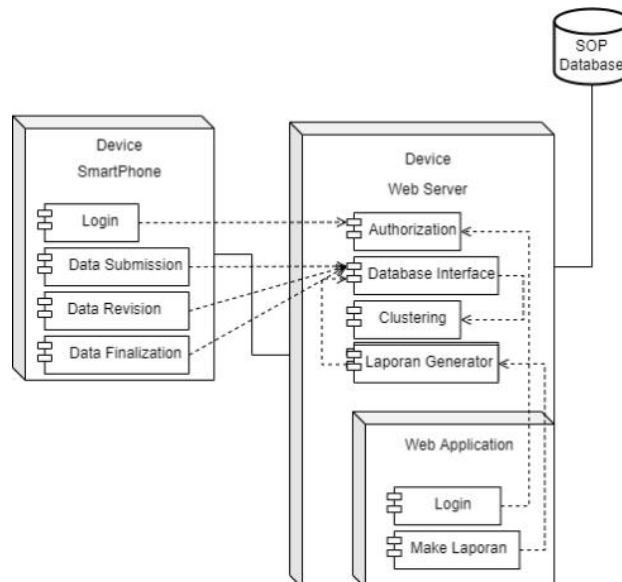 SOP
Database
Device
SmartPhone
Login
Data Submission
Data Revision
Data Finalization
Device
Web Server
Authorization
Database Interface
Clustering
Laporan Generator
Web Application
Login
Make Laporan